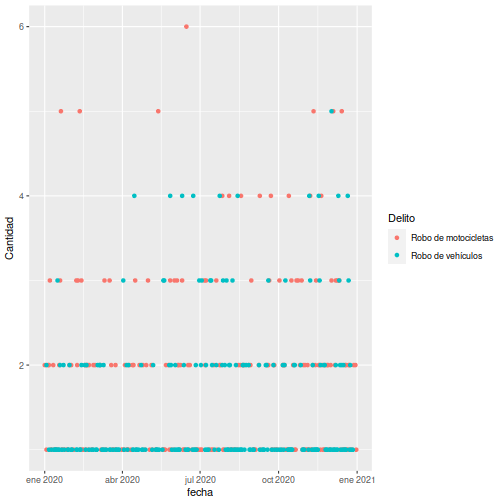 6
4
2
Cantidad
ene 2020
abr 2020
jul 2020
oct 2020
ene 2021
fecha
Delito
Robo de motocicletas
Robo de vehículos